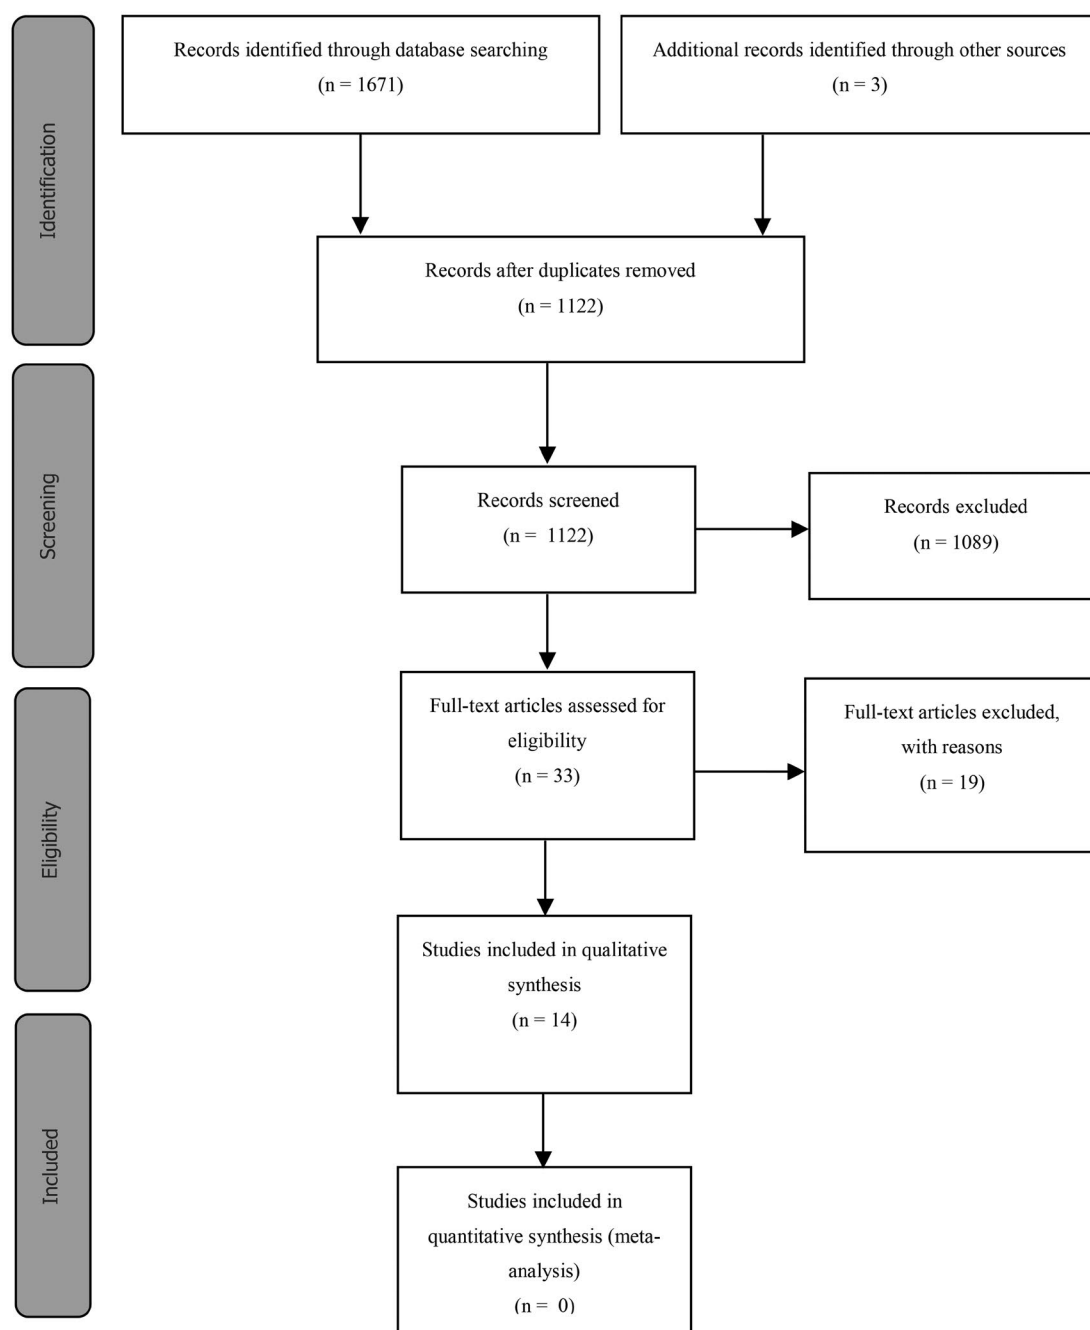 Identification
Records identified through database searching
(n = 1671)
Additional records identified through other sources
(n = 3)
Records after duplicates removed
(n = 1122)
Screening
Records screened
(n =  1122)
Records excluded
(n = 1089)
Eligibility
Full-text articles assessed for
eligibility
(n = 33)
Full-text articles excluded,
with reasons
(n = 19)
Studies included in qualitative
synthesis
(n = 14)
Included
Studies included in
quantitative synthesis (meta-
analysis)
(n =  0)